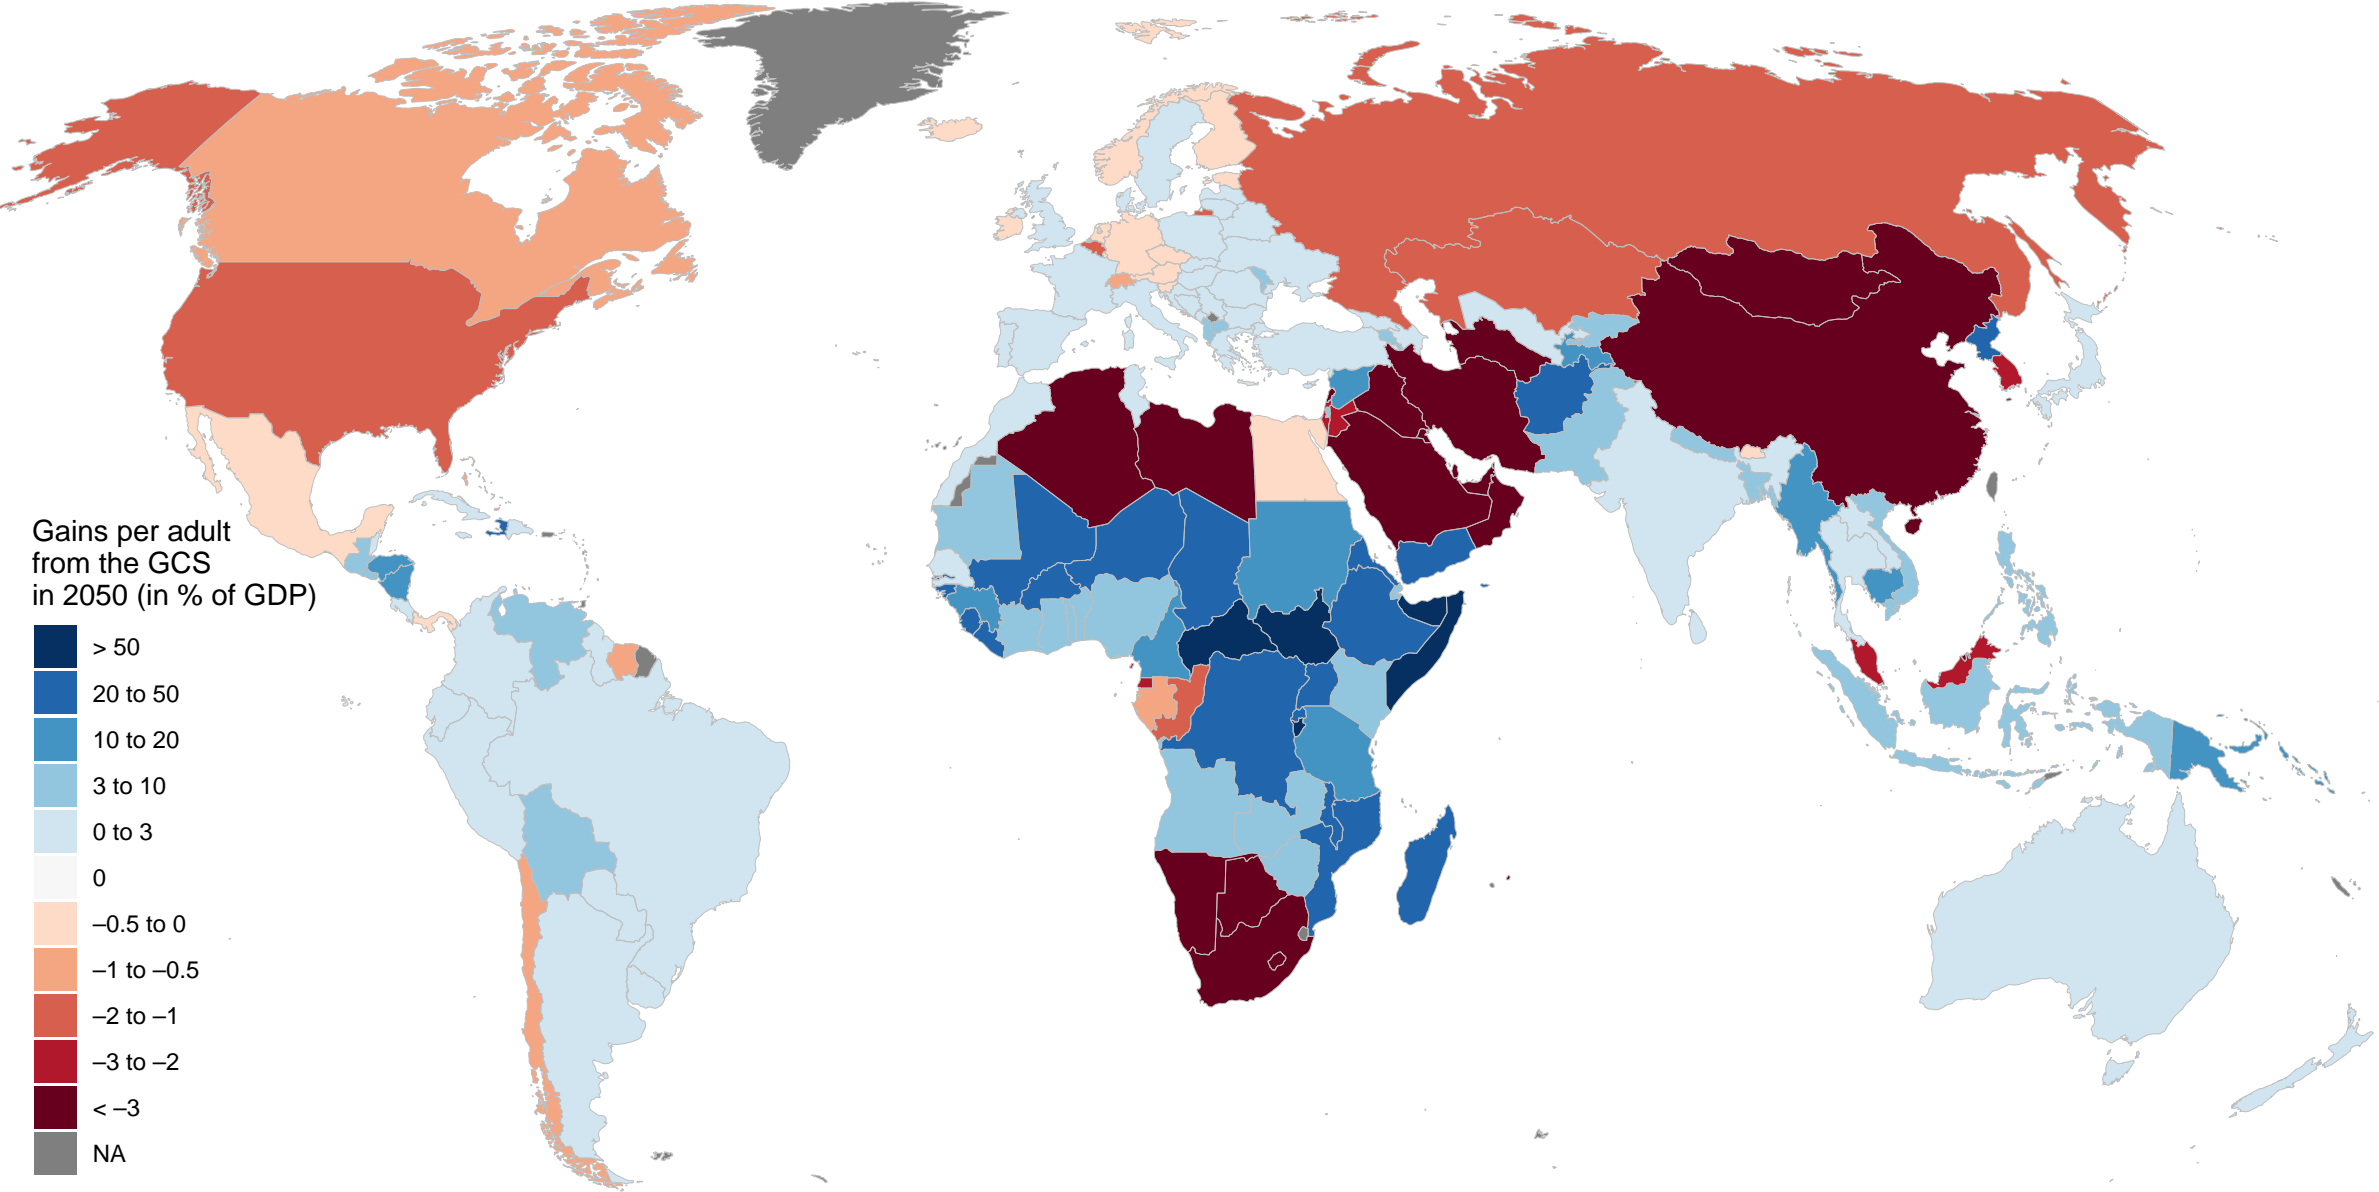 Gains per adult
from the GCS
in 2050 (in % of GDP)
> 50
20 to 50
10 to 20
3 to 10
0 to 3
0
–0.5 to 0
–1 to –0.5
–2 to –1
–3 to –2
< –3
NA